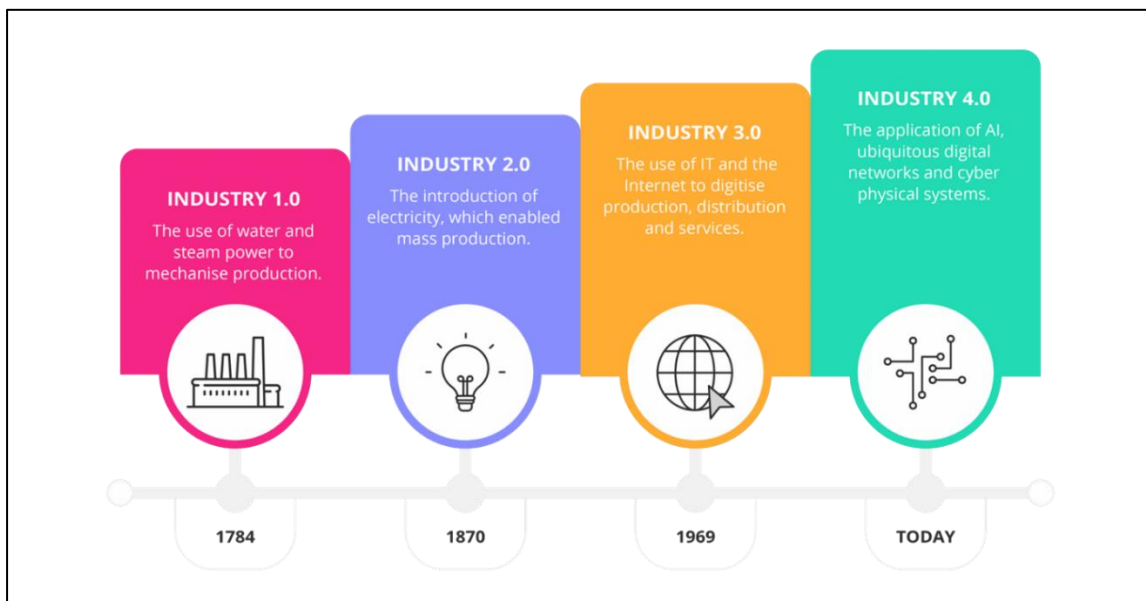 INDUSTRY 1.0
The use of water and
steam power to
mechanise production.
INDUSTRY 2.0
The introduction of
electricity, which enabled
mass production.
INDUSTRY 3.0
The use of IT and the
Internet to digitise
production, distribution
and services.
INDUSTRY 4.0
The application of AI,
ubiquitous digital
networks and cyber
physical systems.
1784
1870
1969
TODAY